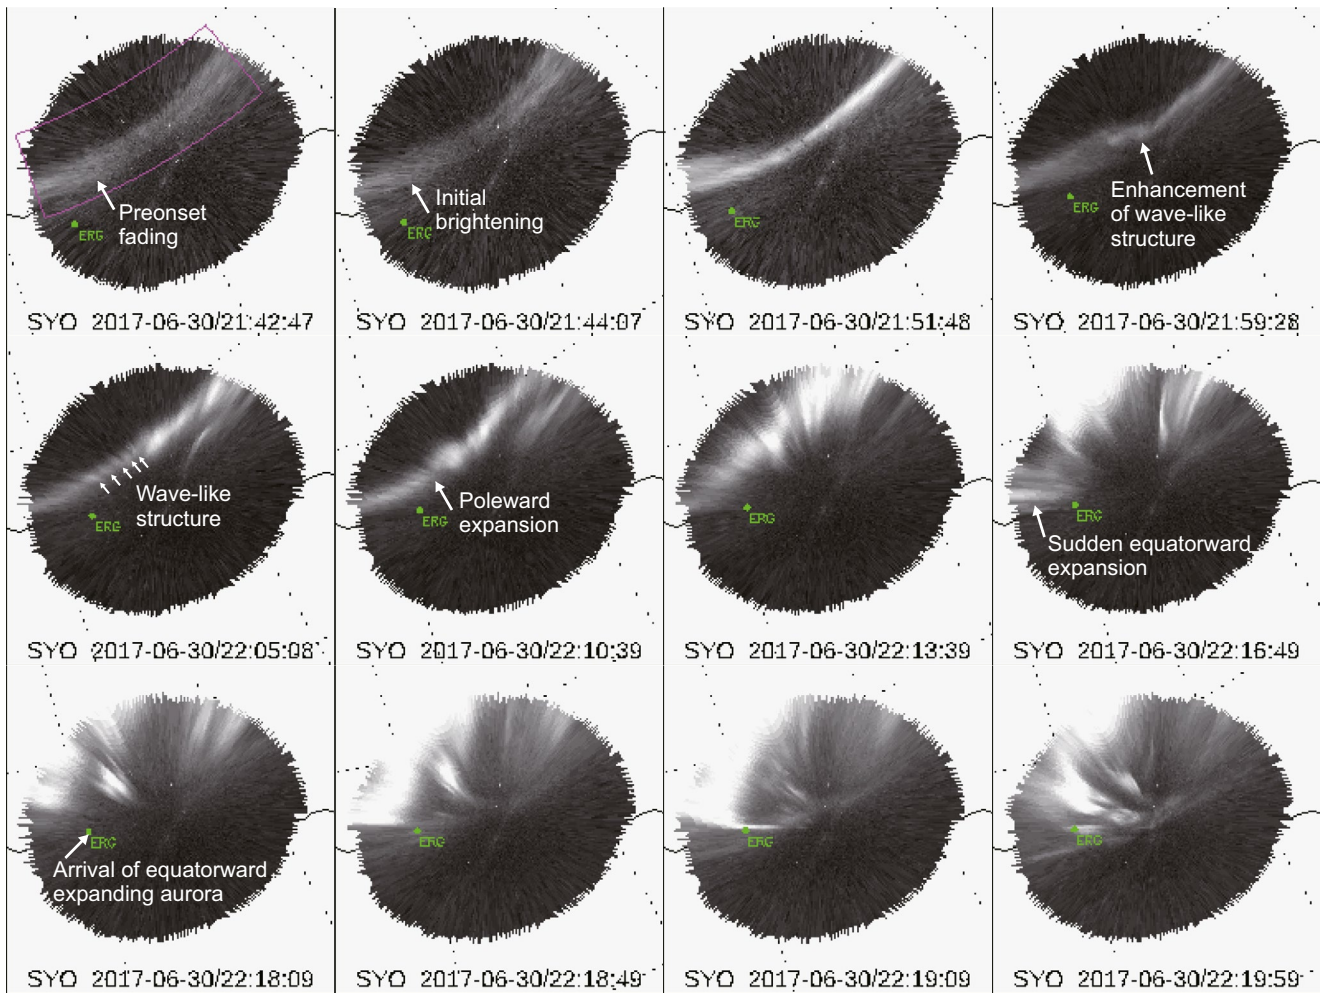 Preonset
fading
ERG
SYO 2017-06-30/21:42:47
Initial
brightening
ERG
SYO 2017-06-30/21:44:07
ERG
SYO 2017-06-30/21:51:48
Enhancement
of wave-like
structure
ERG
SYO 2017-06-30/21:59:28
Wave-like
structure
ERG
SYO 2017-06-30/22:05:08
Poleward
expansion
ERG
SYO 2017-06-30/22:10:39
ERG
SYO 2017-06-30/22:13:39
ERG
Sudden equatorward
expansion
SYO 2017-06-30/22:16:49
ERG
Arrival of equatorward
expanding aurora
SYO 2017-06-30/22:18:09
ERG
SYO 2017-06-30/22:18:49
ERG
SYO 2017-06-30/22:19:09
ERG
SYO 2017-06-30/22:19:59